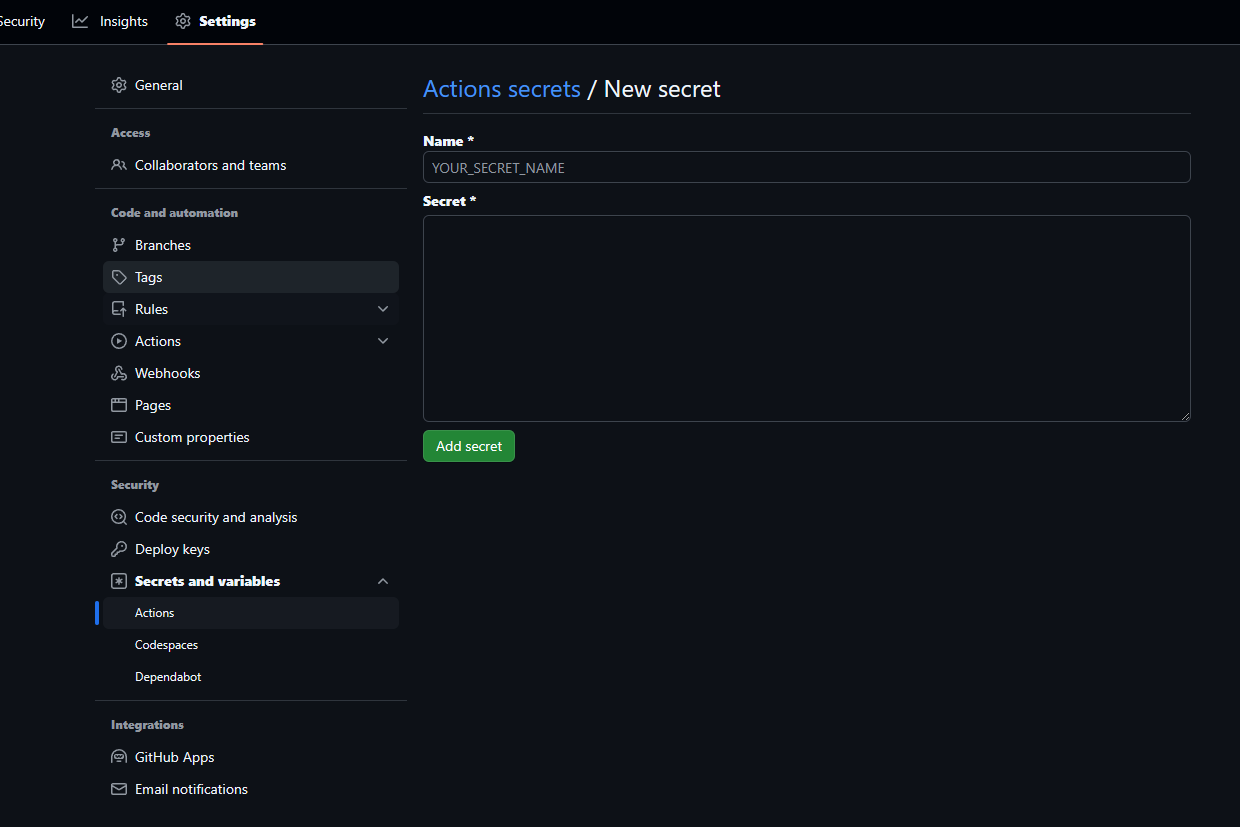 Security
Insights
Settings
General
Access
Collaborators and teams
Code and automation
Branches
Tags
Rules
Actions
Webhooks
Pages
Custom properties
Security
Code security and analysis
Deploy keys
Secrets and variables
Actions
Codespaces
Dependabot
Integrations
GitHub Apps
Email notifications
Actions secrets / New secret
Name *
YOUR_SECRET_NAME
Secret *
Add secret